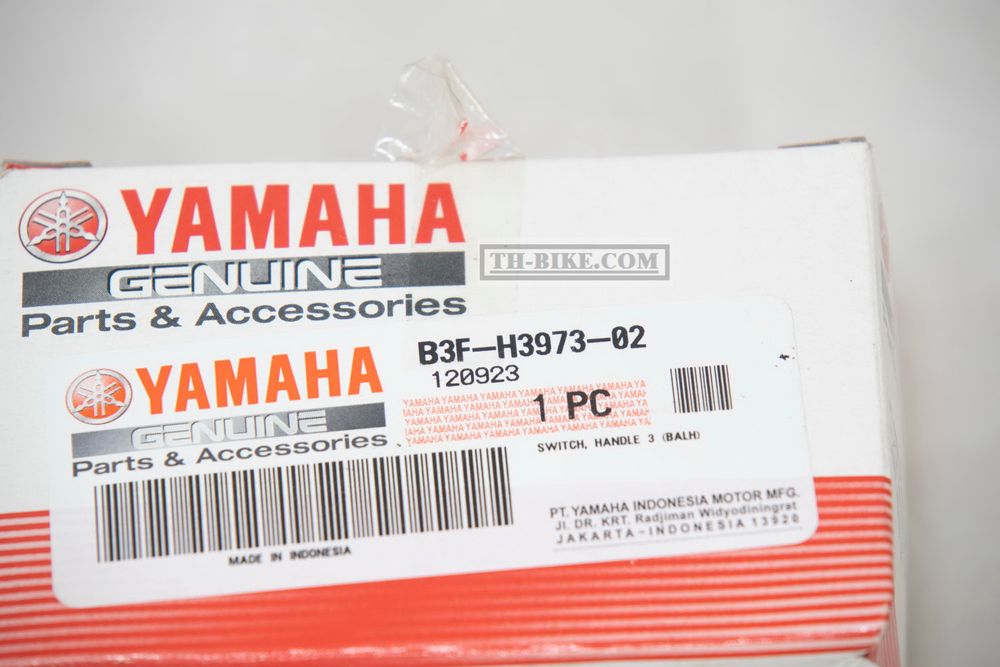 YAMAHA
GENUINE
Parts & Accessories
TH-BIKE.COM
YAMAHA
GENUINE
Parts & Accessories
B3F-H3973-02
120923
1 PC
SWITCH, HANDLE 3 (BALH)
MADE IN INDONESIA
PT. YAMAHA INDONESIA MOTOR MFG.
Jl. DR. KRT. Radjiman Widyodiningrat
JAKARTA-INDONESIA 13920